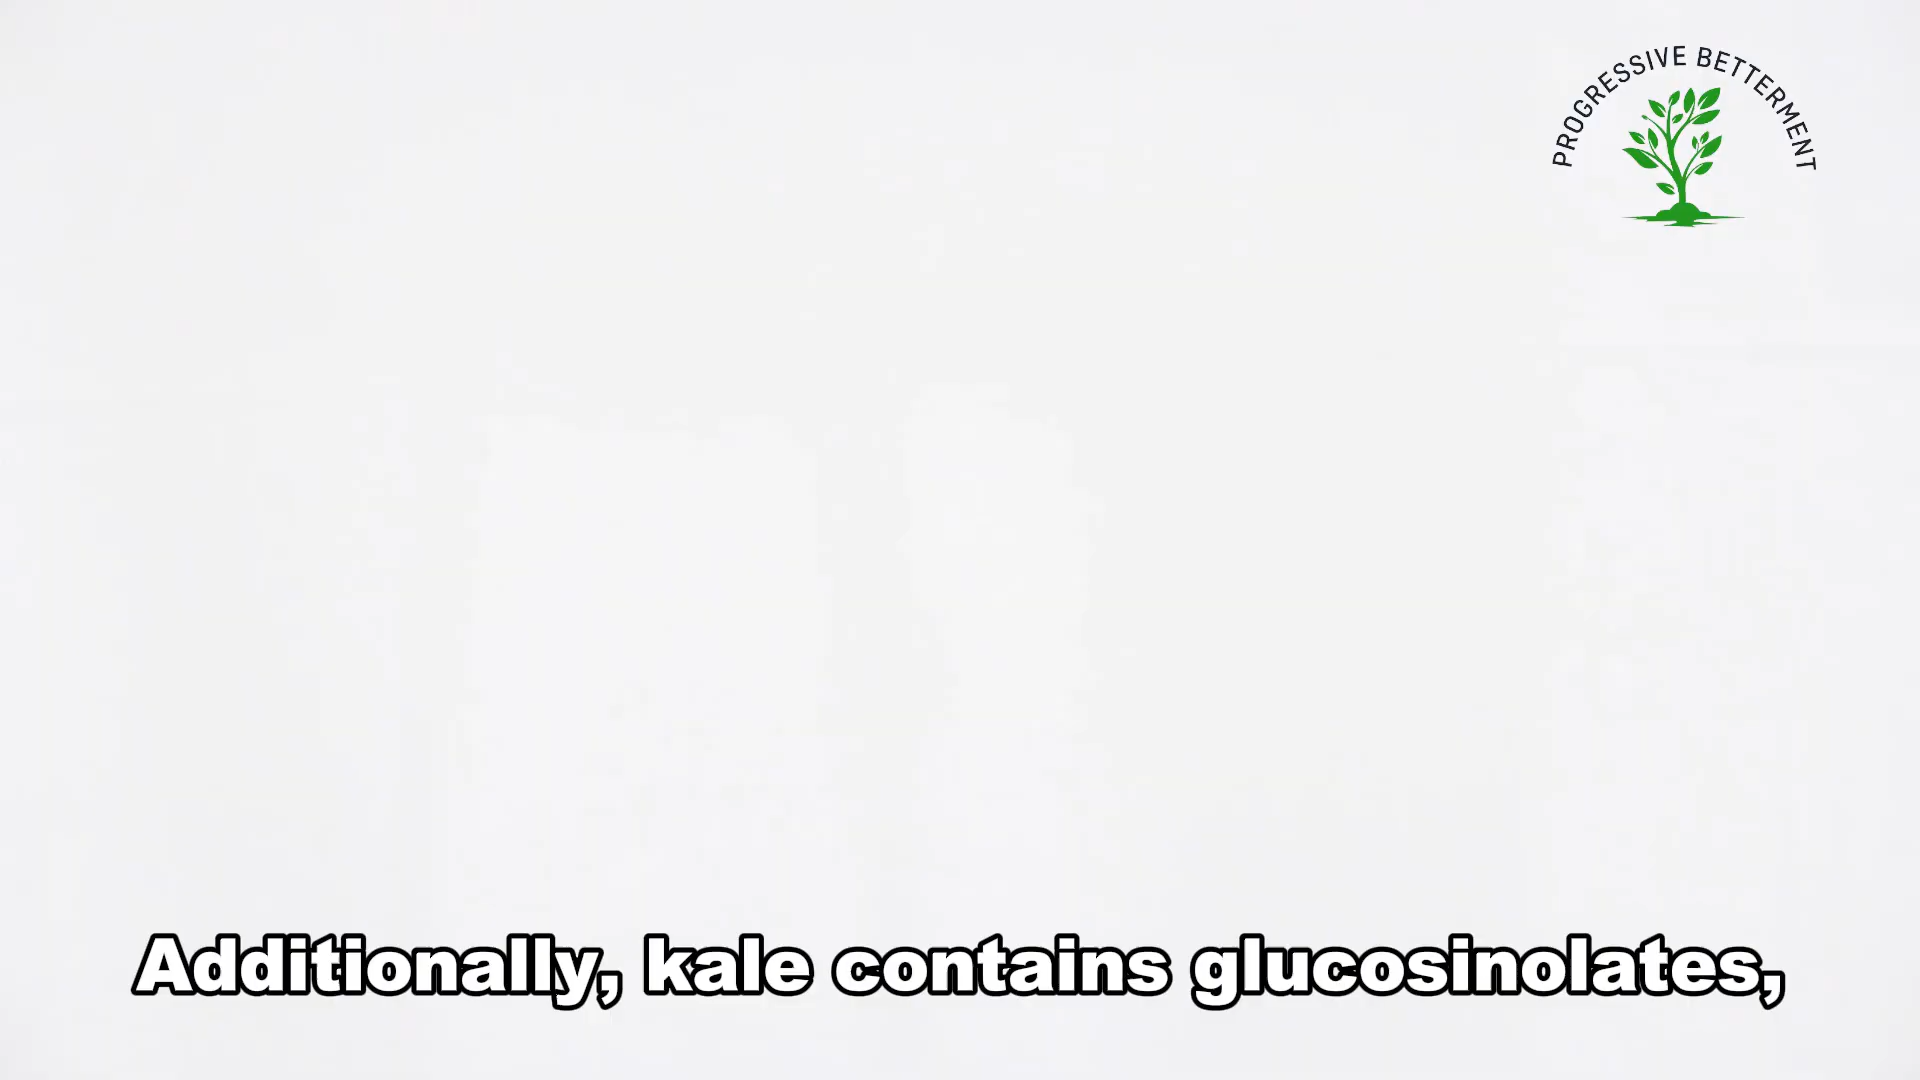 PROGRESSIVE BETTERMENT
Additionally, kale contains glucosinolates,